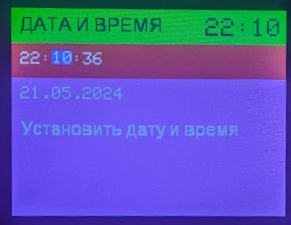 ДАТА И ВРЕМЯ 22:10
22:10:36
21.05.2024
Установить дату и время